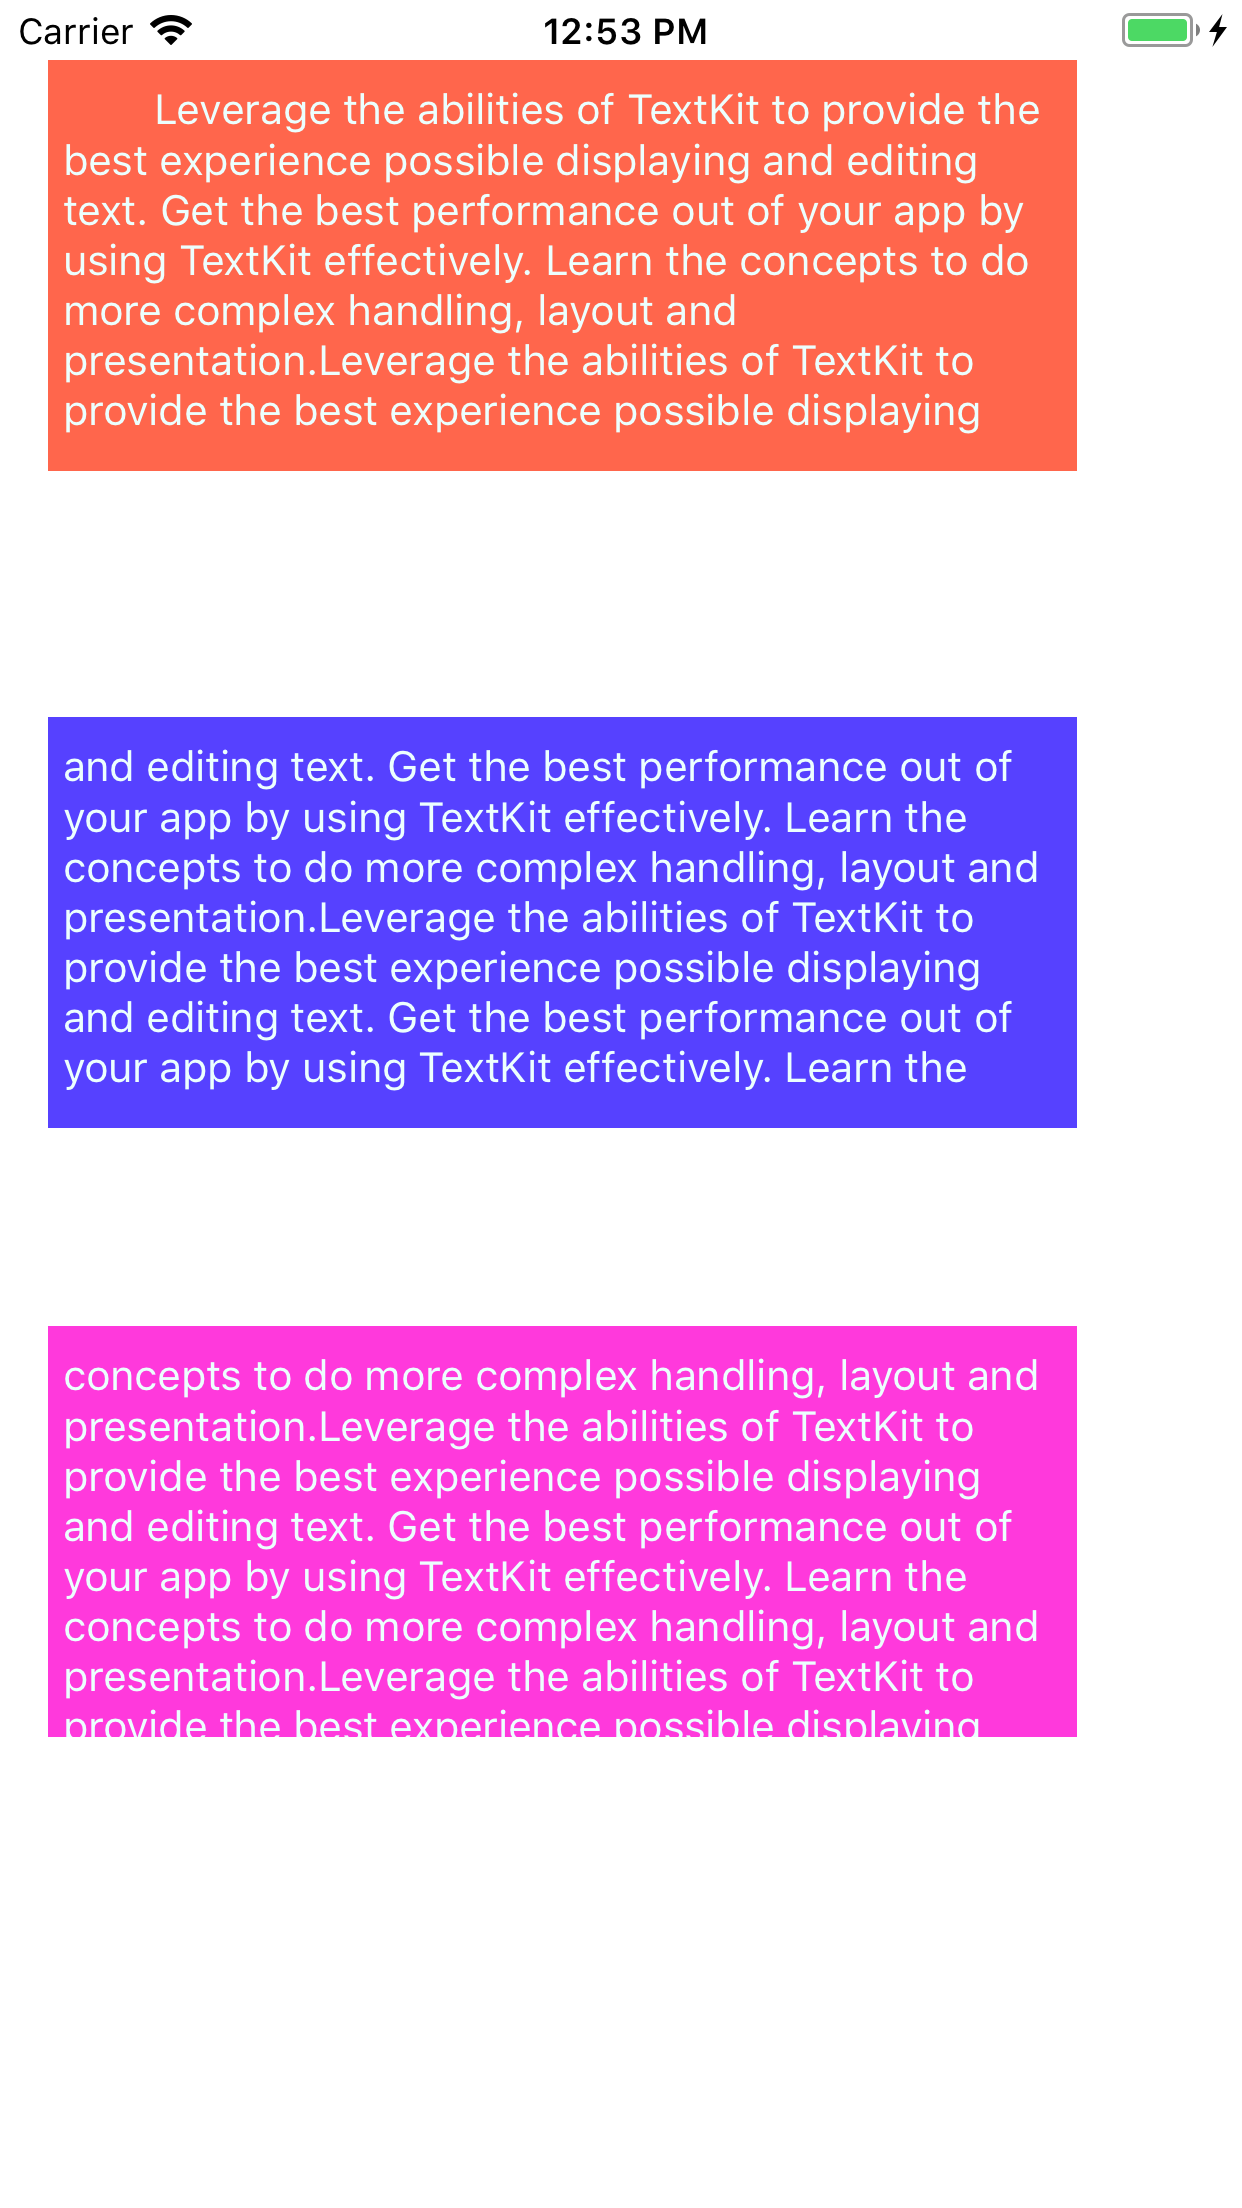 Carrier 12:53 PM
Leverage the abilities of TextKit to provide the
best experience possible displaying and editing
text. Get the best performance out of your app by
using TextKit effectively. Learn the concepts to do
more complex handling, layout and
presentation.Leverage the abilities of TextKit to
provide the best experience possible displaying
and editing text. Get the best performance out of
your app by using TextKit effectively. Learn the
concepts to do more complex handling, layout and
presentation.Leverage the abilities of TextKit to
provide the best experience possible displaying
and editing text. Get the best performance out of
your app by using TextKit effectively. Learn the
concepts to do more complex handling, layout and
presentation.Leverage the abilities of TextKit to
provide the best experience possible displaying
and editing text. Get the best performance out of
your app by using TextKit effectively. Learn the
concepts to do more complex handling, layout and
presentation.Leverage the abilities of TextKit to
provide the best experience possible displaying